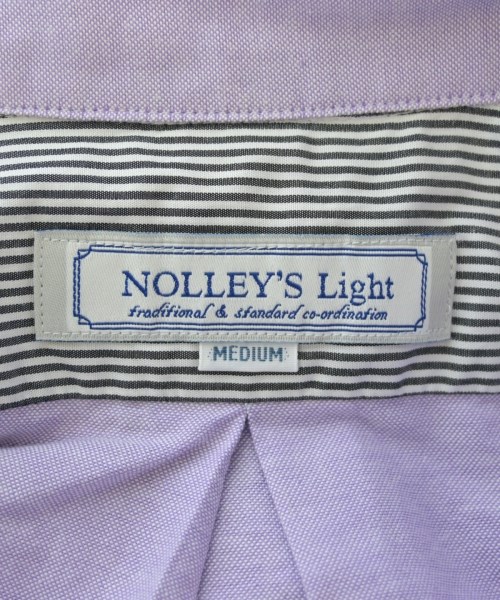 NOLLEY'S Light
traditional & standard co-ordination
MEDIUM